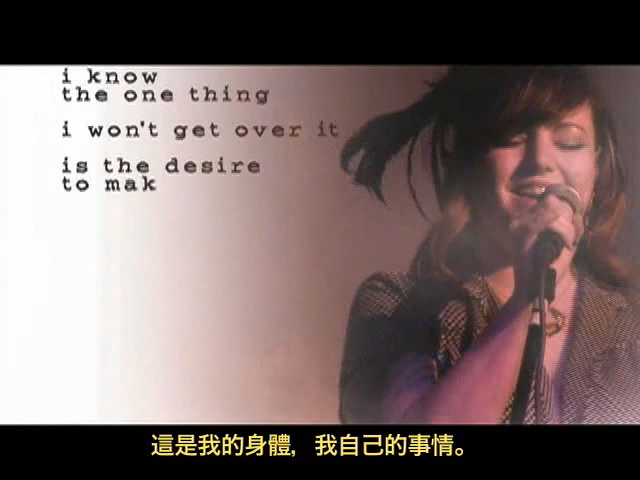 i know
the one thing
i won't get over it
is the desire
to mak
這是我的身體，我自己的事情。